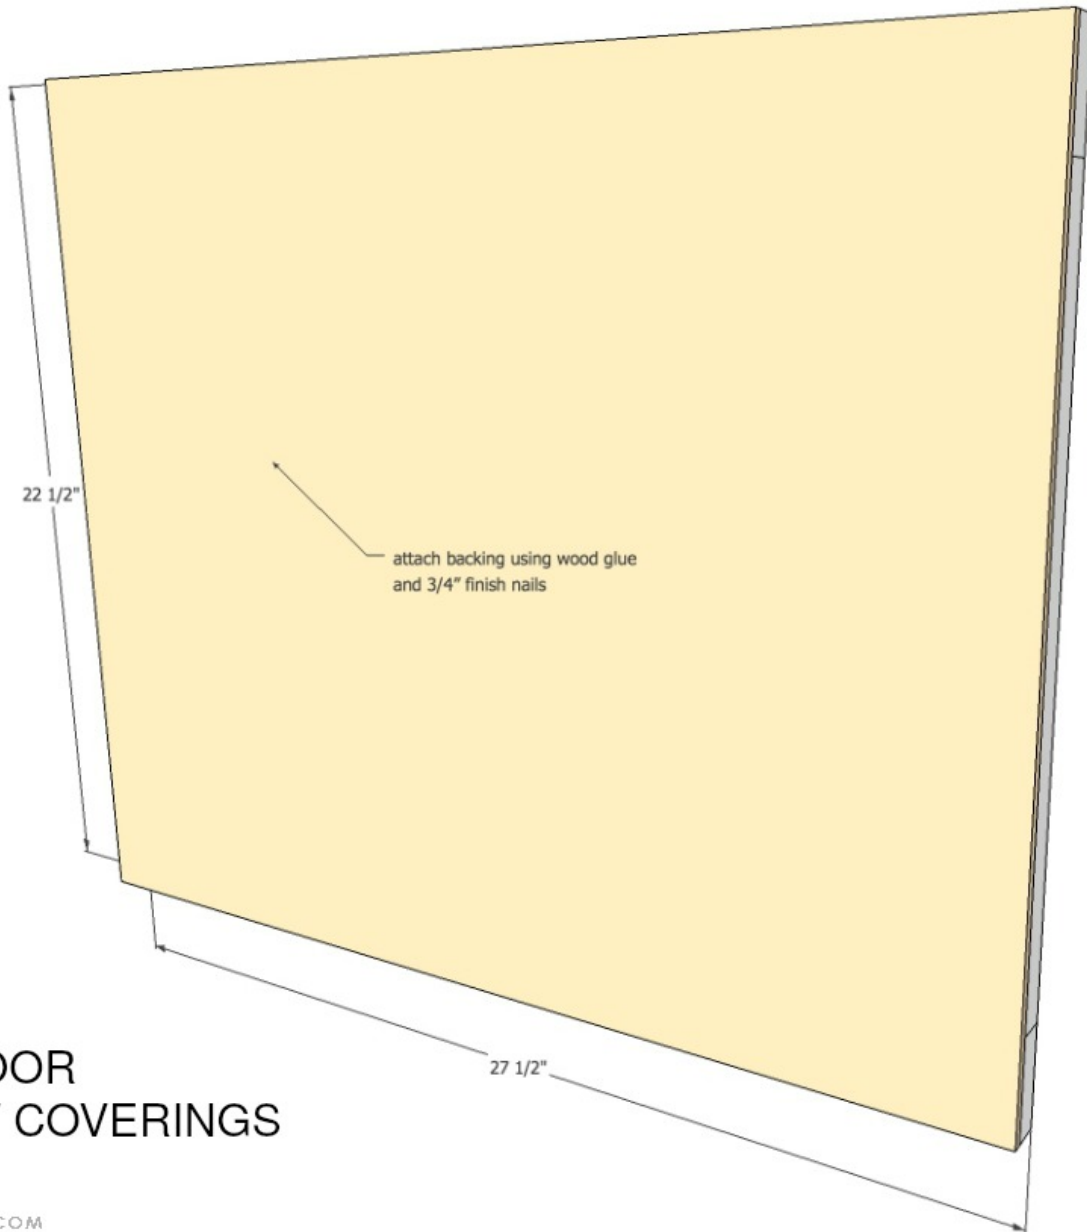 22 1/2"
attach backing using wood glue
and 3/4" finish nails
27 1/2"
OOR
COVERINGS
COM